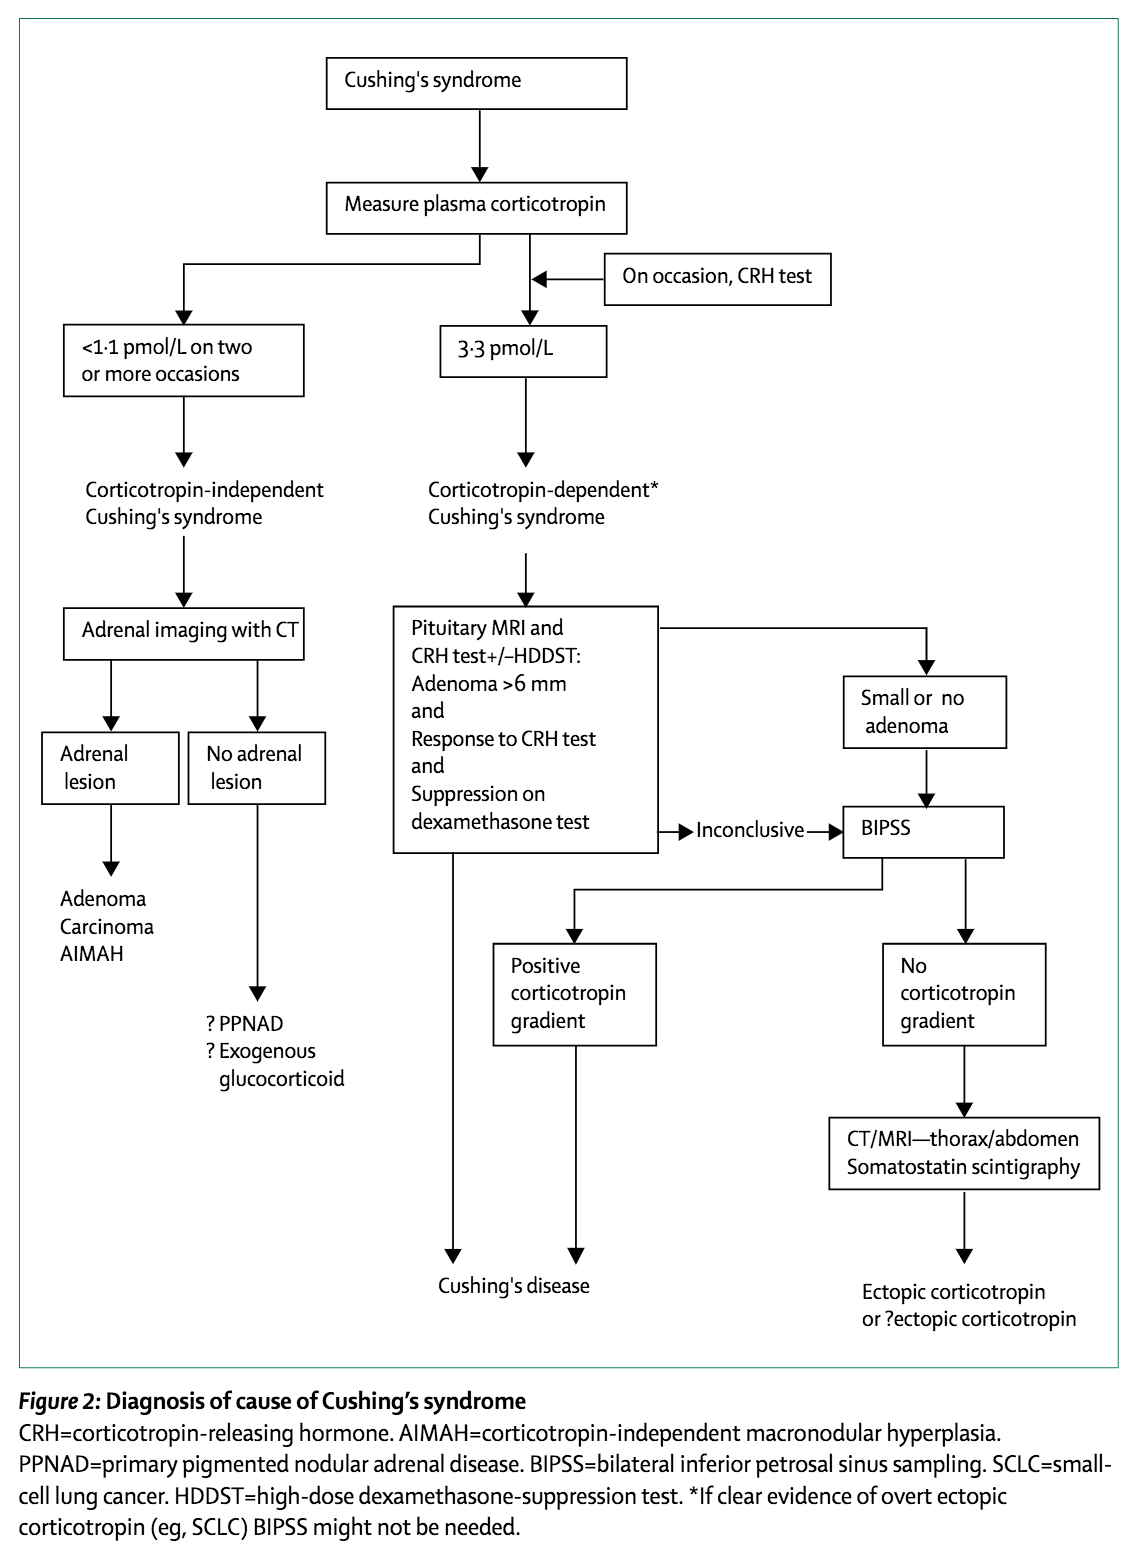 Cushing's syndrome
Measure plasma corticotropin
On occasion, CRH test
<1·1 pmol/L on two
or more occasions
3·3 pmol/L
Corticotropin-independent
Cushing's syndrome
Corticotropin-dependent*
Cushing's syndrome
Adrenal imaging with CT
Pituitary MRI and
CRH test+/–HDDST:
Adenoma >6 mm
and
Response to CRH test
and
Suppression on
dexamethasone test
Small or no
adenoma
Adrenal
lesion
No adrenal
lesion
Inconclusive
BIPSS
Adenoma
Carcinoma
AIMAH
Positive
corticotropin
gradient
No
corticotropin
gradient
? PPNAD
? Exogenous
glucocorticoid
CT/MRI—thorax/abdomen
Somatostatin scintigraphy
Cushing's disease
Ectopic corticotropin
or ?ectopic corticotropin
Figure 2: Diagnosis of cause of Cushing’s syndrome
CRH=corticotropin-releasing hormone. AIMAH=corticotropin-independent macronodular hyperplasia.
PPNAD=primary pigmented nodular adrenal disease. BIPSS=bilateral inferior petrosal sinus sampling. SCLC=small-
cell lung cancer. HDDST=high-dose dexamethasone-suppression test. *If clear evidence of overt ectopic
corticotropin (eg, SCLC) BIPSS might not be needed.